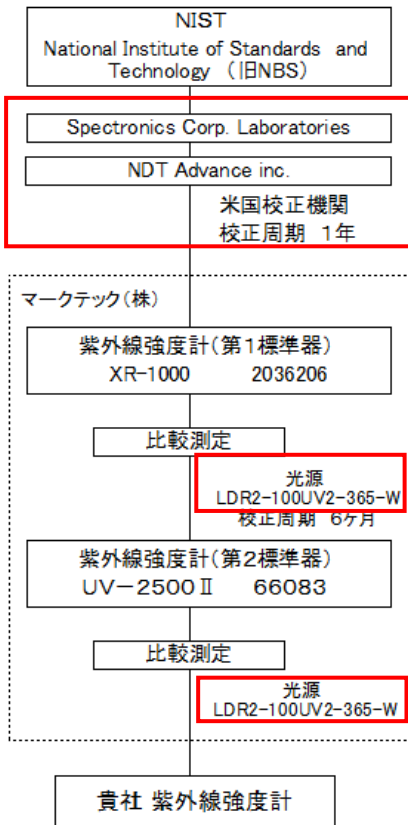 NIST
National Institute of Standards and
Technology （旧NBS）
Spectronics Corp. Laboratories
NDT Advance inc.
米国校正機関
校正周期 1年
マークテック（株）
紫外線強度計（第１標準器）
XR-1000 2036206
比較測定
光源
LDR2-100UV2-365-W
校正周期 6ヶ月
紫外線強度計（第２標準器）
UV－2500Ⅱ 66083
比較測定
光源
LDR2-100UV2-365-W
貴社 紫外線強度計